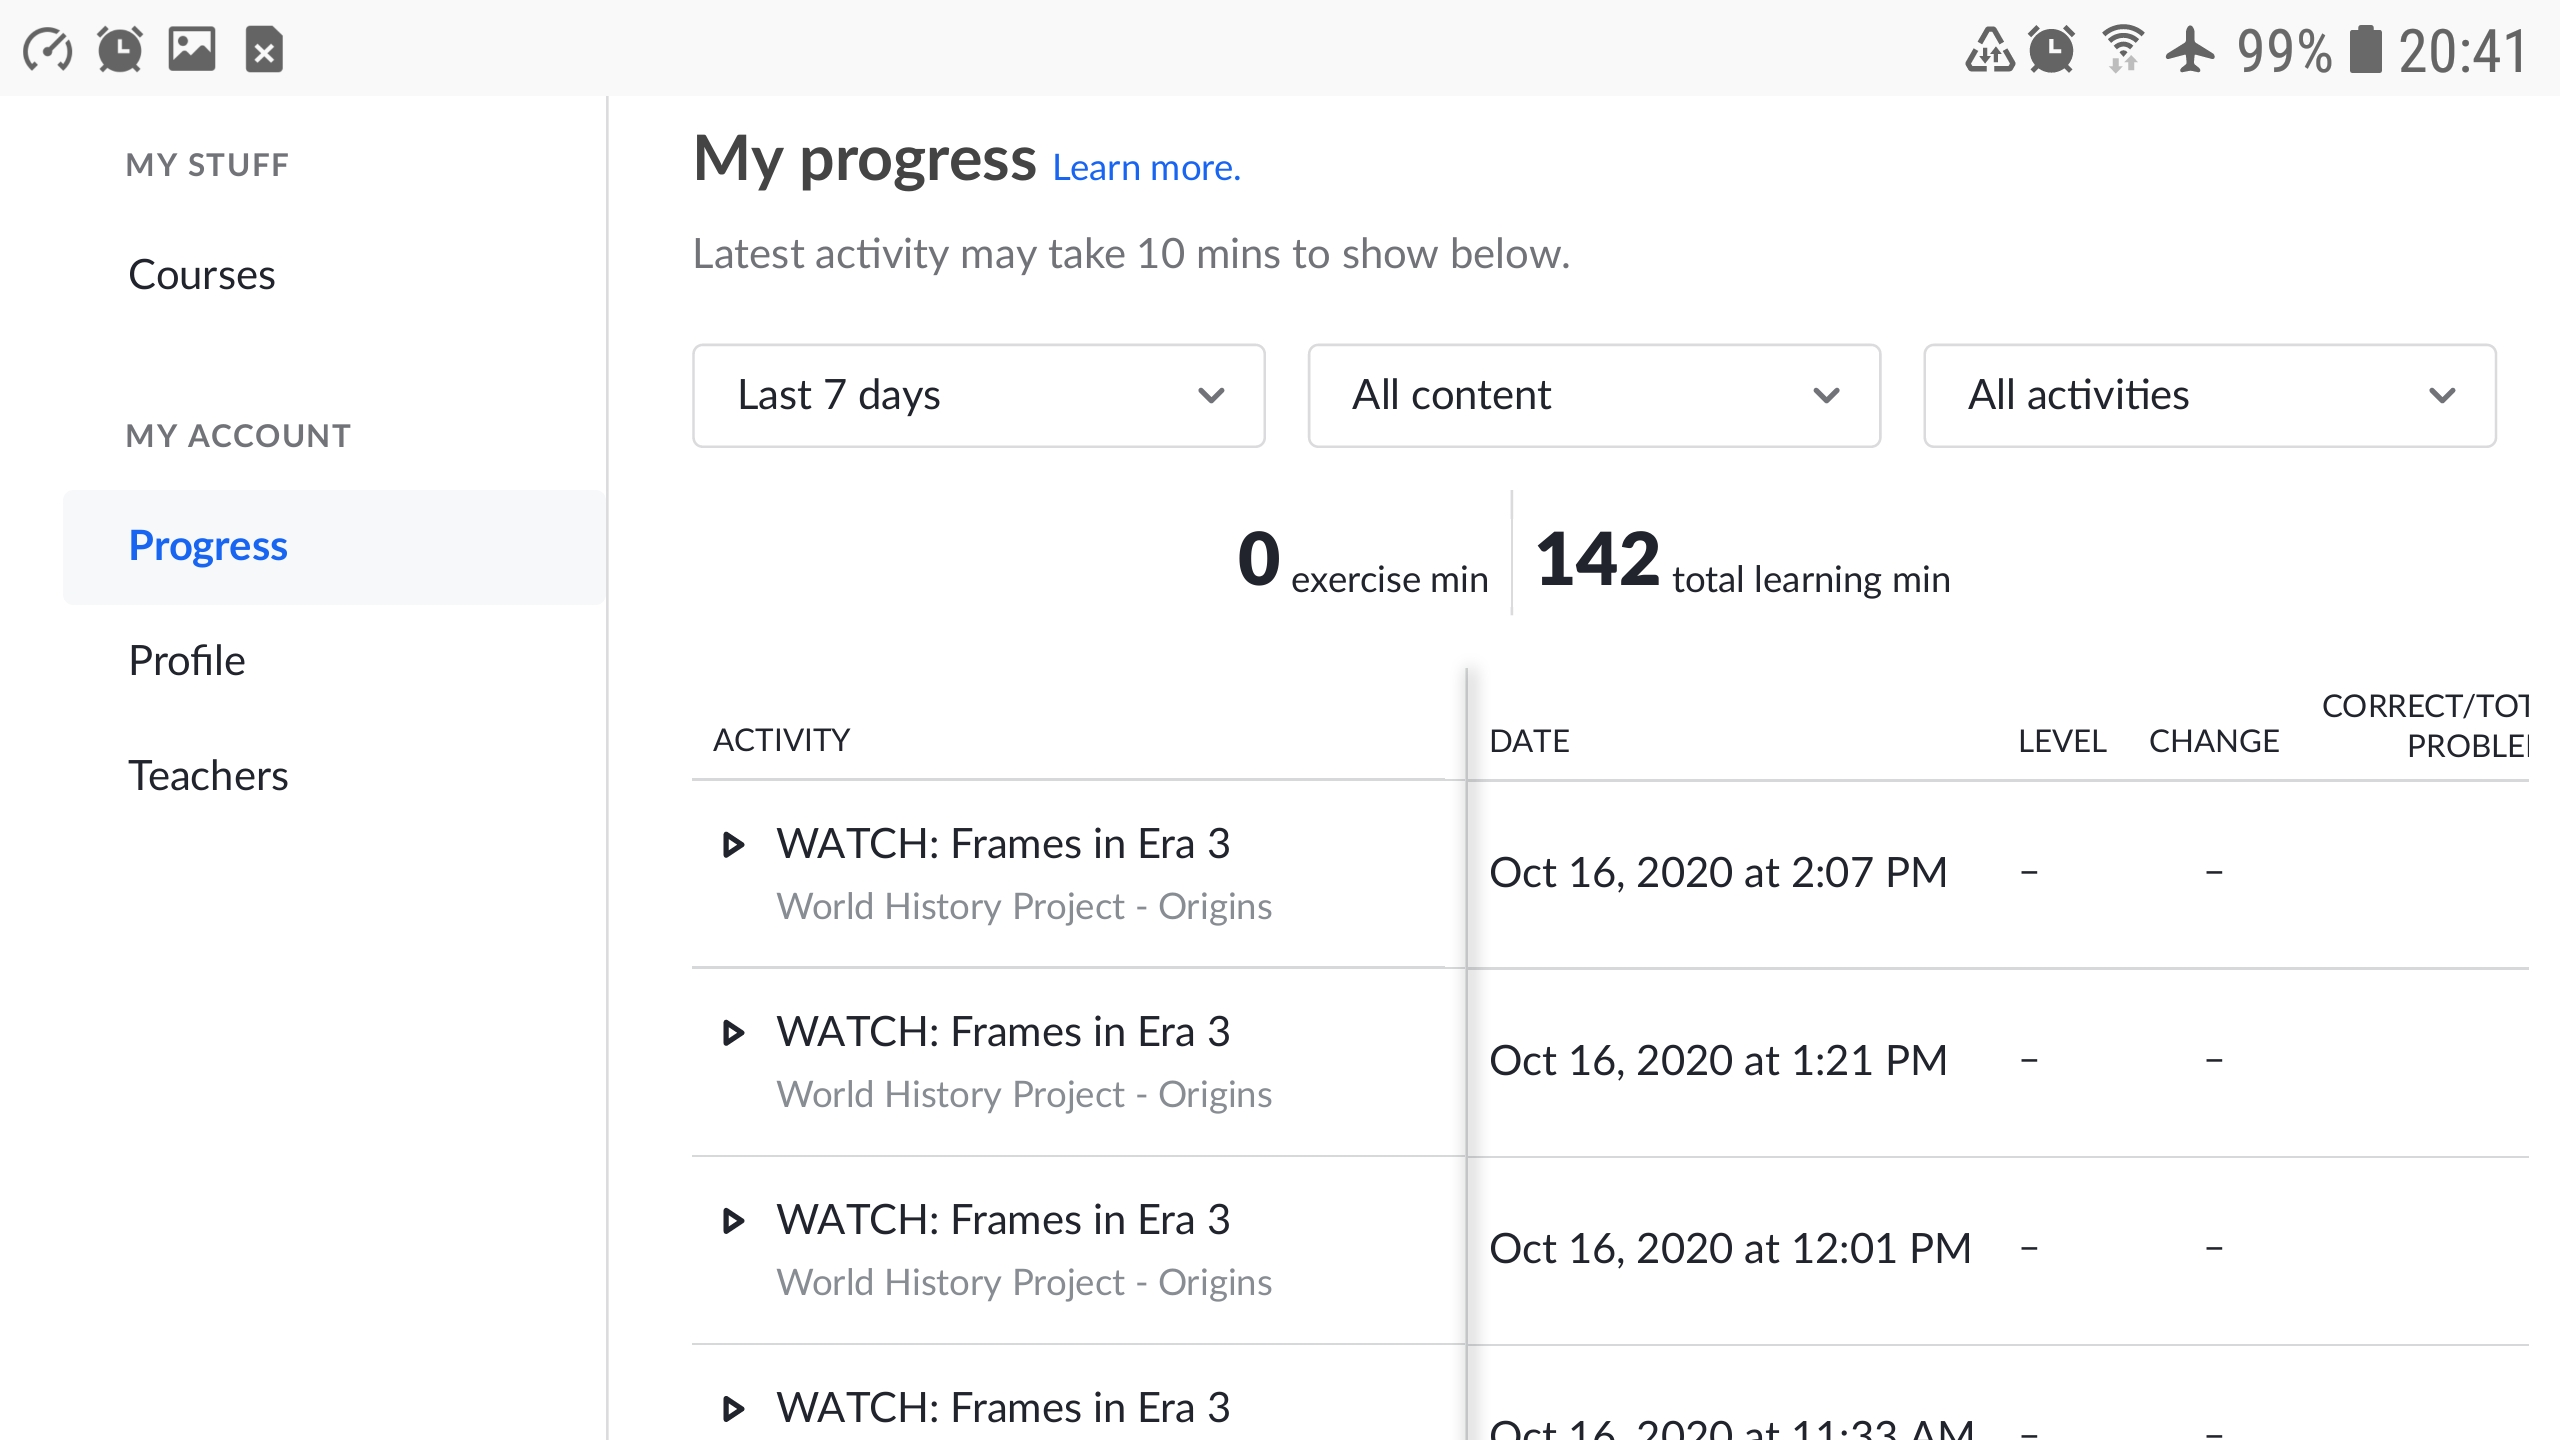 99% 20:41
MY STUFF
Courses
MY ACCOUNT
Progress
Profile
Teachers
My progress Learn more.
Latest activity may take 10 mins to show below.
Last 7 days All content All activities
0 exercise min 142 total learning min
ACTIVITY DATE LEVEL CHANGE CORRECT/TOT
PROBLE
WATCH: Frames in Era 3
World History Project - Origins
Oct 16, 2020 at 2:07 PM – –
WATCH: Frames in Era 3
World History Project - Origins
Oct 16, 2020 at 1:21 PM – –
WATCH: Frames in Era 3
World History Project - Origins
Oct 16, 2020 at 12:01 PM – –
WATCH: Frames in Era 3
Oct 16, 2020 at 11:33 AM – –